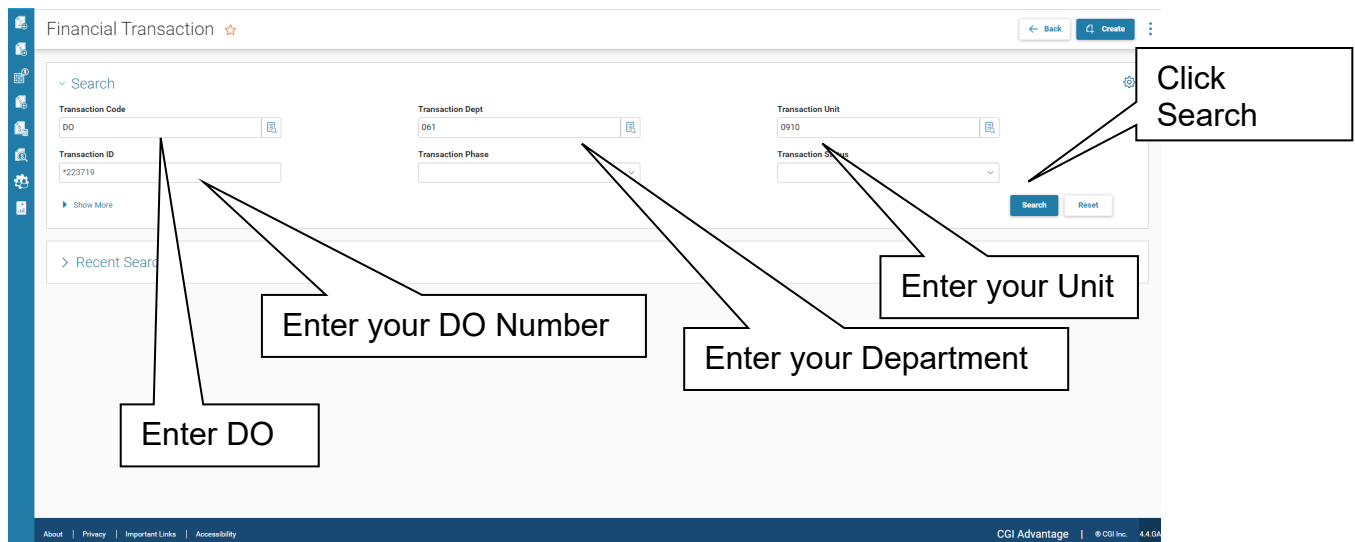 Financial Transaction
Back
Create
Search
Click
Search
Transaction Code
Transaction Dept
Transaction Unit
DO
061
0910
Transaction ID
Transaction Phase
Transaction Status
*223719
Show More
Search
Reset
Recent Searc
Enter your Unit
Enter your DO Number
Enter your Department
Enter DO
About | Privacy | Important Links | Accessibility
CGI Advantage | © CGI Inc. 4.4.GA